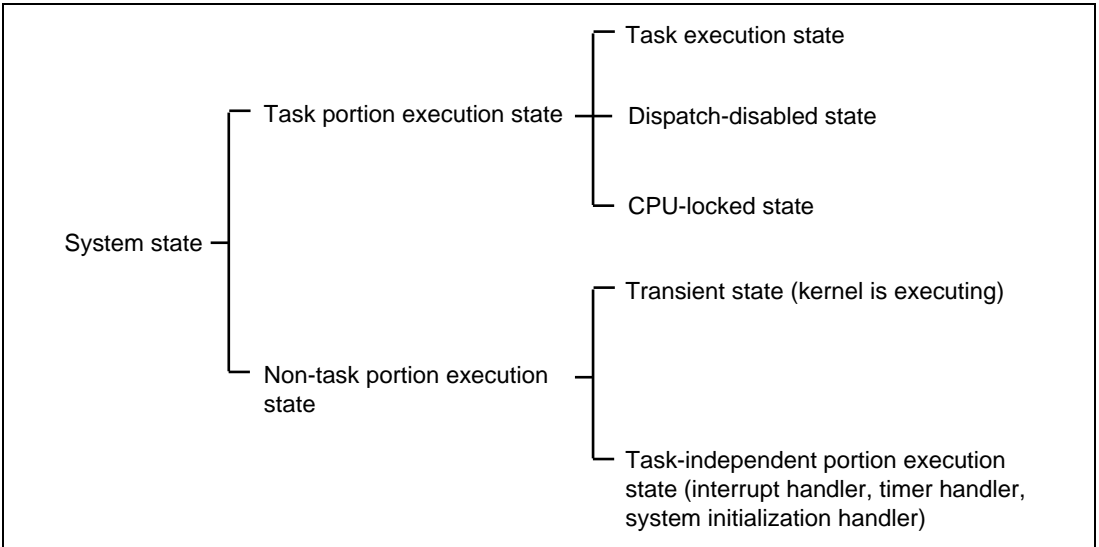 Task execution state
Task portion execution state
Dispatch-disabled state
CPU-locked state
System state
Transient state (kernel is executing)
Non-task portion execution
state
Task-independent portion execution
state (interrupt handler, timer handler,
system initialization handler)